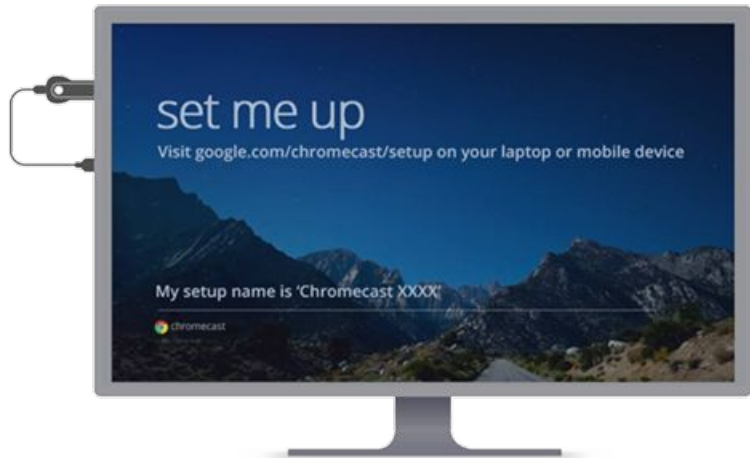 set me up
Visit google.com/chromecast/setup on your laptop or mobile device
My setup name is 'Chromecast XXXX'
chromecast